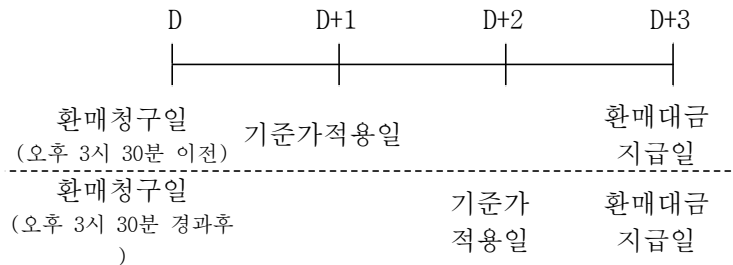 D D+1 D+2 D+3
환매청구일
(오후 3시 30분 이전)
기준가적용일
환매대금
지급일
환매청구일
(오후 3시 30분 경과후
)
기준가
적용일
환매대금
지급일